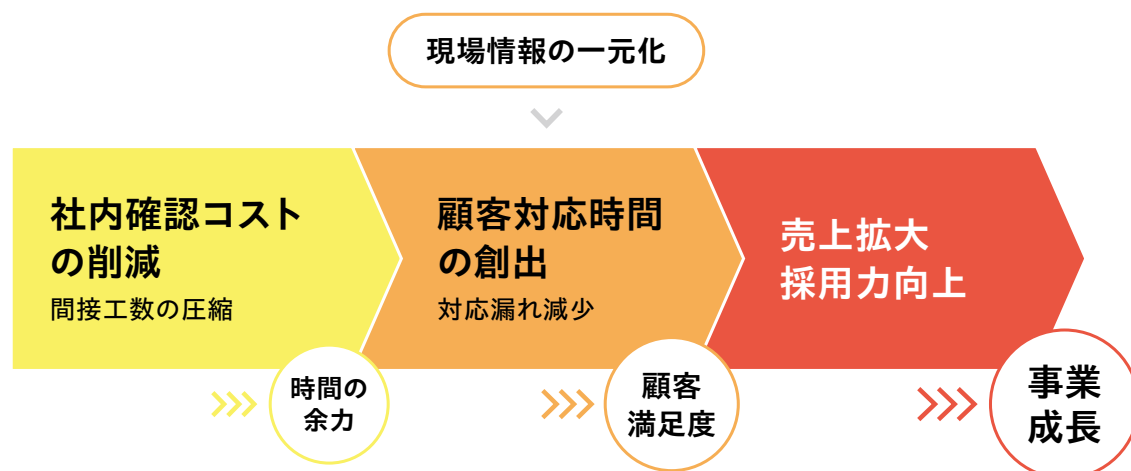 現場情報の一元化
社内確認コスト
の削減
間接工数の圧縮
時間の
余力
顧客対応時間
の創出
対応漏れ減少
顧客
満足度
売上拡大
採用力向上
事業
成長